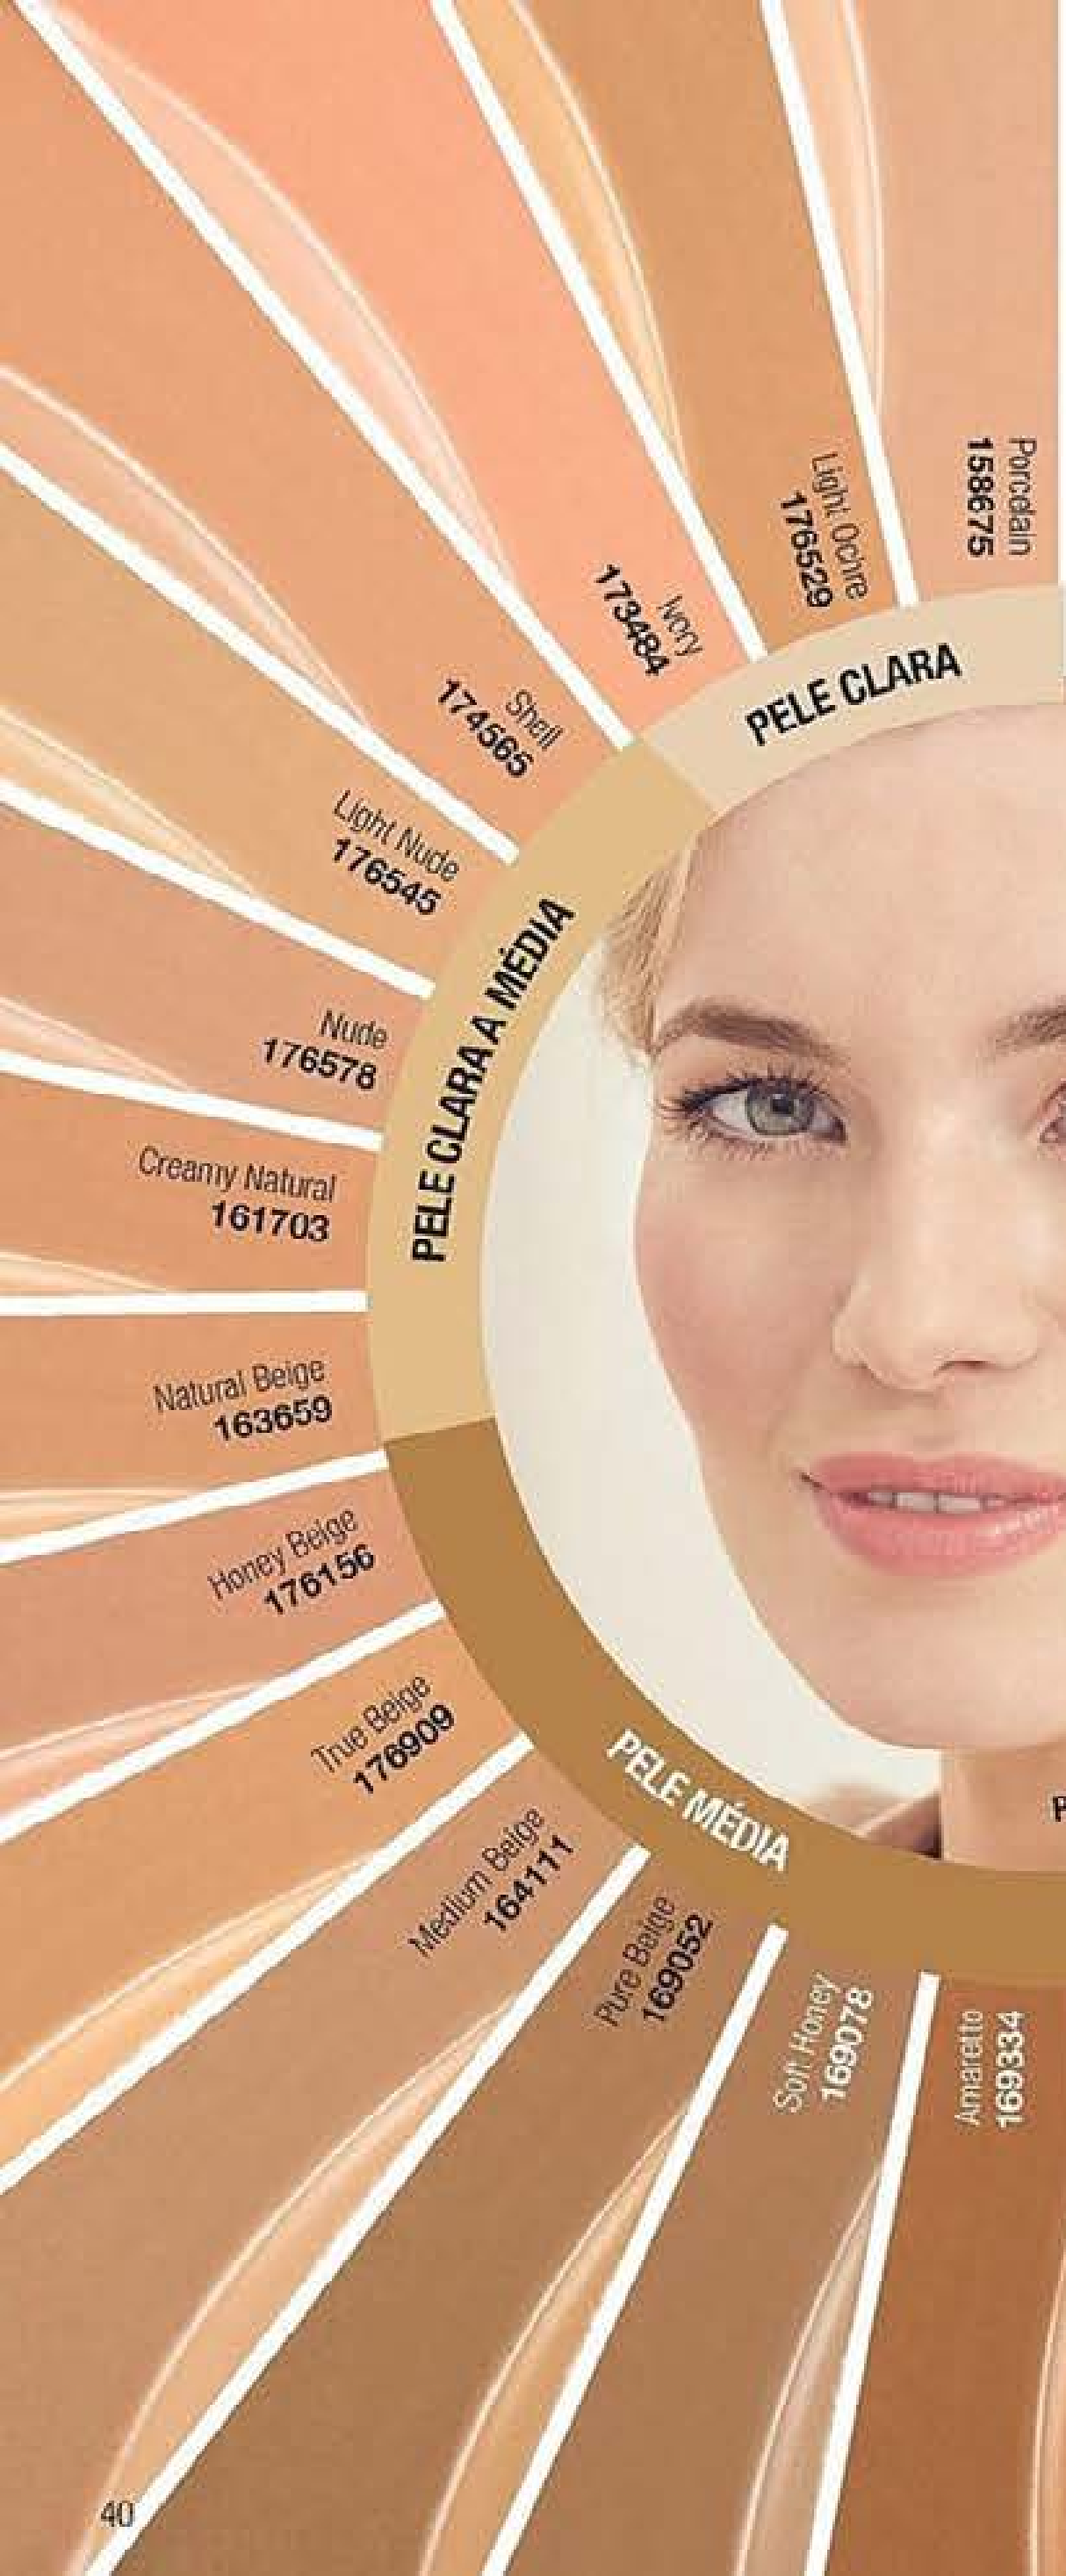 Porcelain
158675
Light Ochre
176529
Ivory
173484
PELE CLARA
Shell
174565
Light Nude
176545
Nude
176578
Creamy Natural
161703
PELE CLARA A MÉDIA
Natural Beige
163659
Honey Beige
176156
True Beige
176909
Medium Beige
164111
Pure Beige
169052
Soft Honey
169078
Amaretto
169334
PELE MÉDIA
40